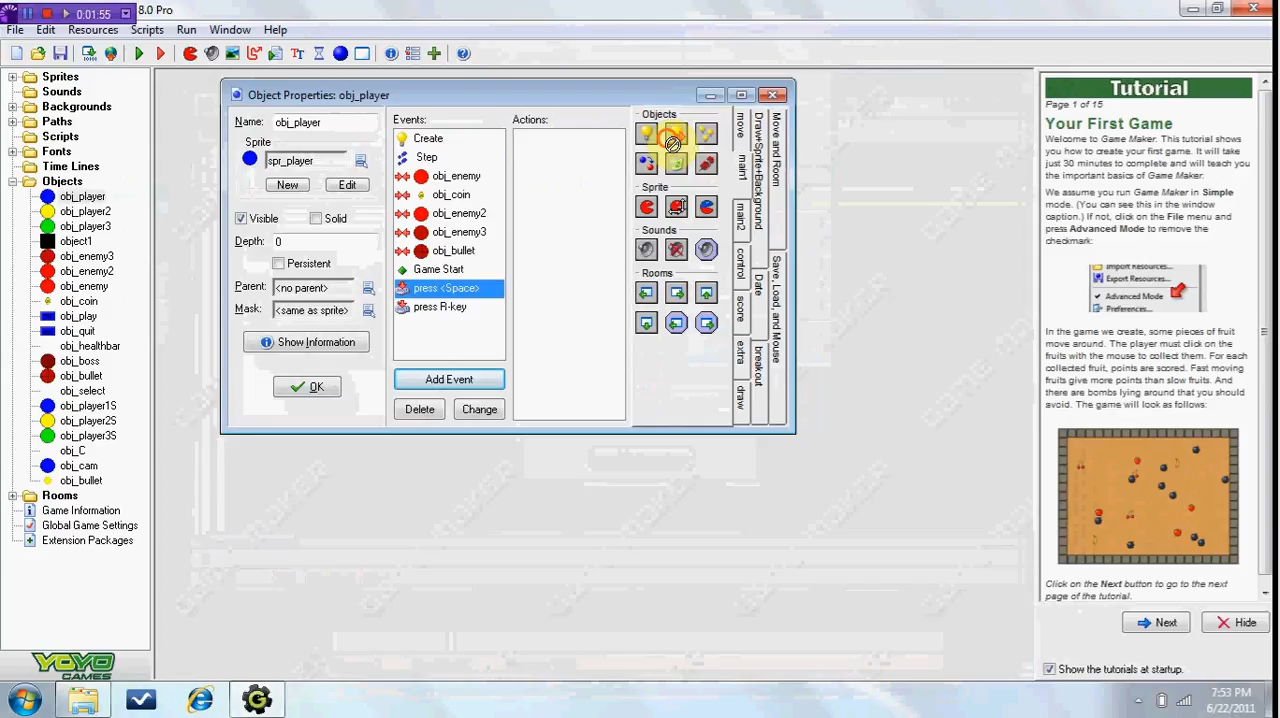 0:01:55
8.0 Pro
File Edit Resources Scripts Run Window Help
Sprites
Sounds
Backgrounds
Paths
Scripts
Fonts
Time Lines
Objects
obj_player
obj_player2
obj_player3
object1
obj_enemy3
obj_enemy2
obj_enemy
obj_coin
obj_play
obj_quit
obj_healthbar
obj_boss
obj_bullet
obj_select
obj_player1S
obj_player2S
obj_player3S
obj_C
obj_cam
obj_bullet
Rooms
Game Information
Global Game Settings
Extension Packages
YOYO
GAMES
Object Properties: obj_player
Name: obj_player
Sprite
spr_player
New Edit
Visible Solid
Depth: 0
Persistent
Parent: <no parent>
Mask: <same as sprite>
Show Information
OK
Events:
Create
Step
obj_enemy
obj_coin
obj_enemy2
obj_enemy3
obj_bullet
Game Start
press <Space>
press R-key
Add Event
Delete Change
Actions:
Objects
Sprite
Sounds
Rooms
move
main1
main2
control
score
extra
draw
Draw+Sprite+Background
Date
breakout
Move and Room
Save, Load, and Mouse
Tutorial
Page 1 of 15
Your First Game
Welcome to Game Maker. This tutorial shows
you how to create your first game. It will take
just 30 minutes to complete and will teach you
the important basics of Game Maker.
We assume you run Game Maker in Simple
mode. (You can see this in the window
caption.) If not, click on the File menu and
press Advanced Mode to remove the
checkmark:
Import Resources...
Export Resources...
Advanced Mode
Preferences...
In the game we create, some pieces of fruit
move around. The player must click on the
fruits with the mouse to collect them. For each
collected fruit, points are scored. Fast moving
fruits give more points than slow fruits. And
there are bombs lying around that you should
avoid. The game will look as follows:
Click on the Next button to go to the next
page of the tutorial.
Next Hide
Show the tutorials at startup.
7:53 PM
6/22/2011